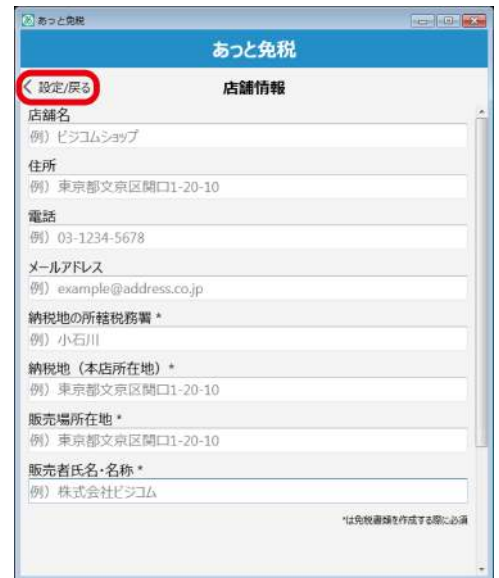 あっと免税
あっと免税
設定/戻る
店舗情報
店舗名
例）ビジコムショップ
住所
例）東京都文京区関口1-20-10
電話
例）03-1234-5678
メールアドレス
例）example@address.co.jp
納税地の所轄税務署 *
例）小石川
納税地（本店所在地）*
例）東京都文京区関口1-20-10
販売場所在地 *
例）東京都文京区関口1-20-10
販売者氏名・名称 *
例）株式会社ビジコム
*は免税書類を作成する際に必須